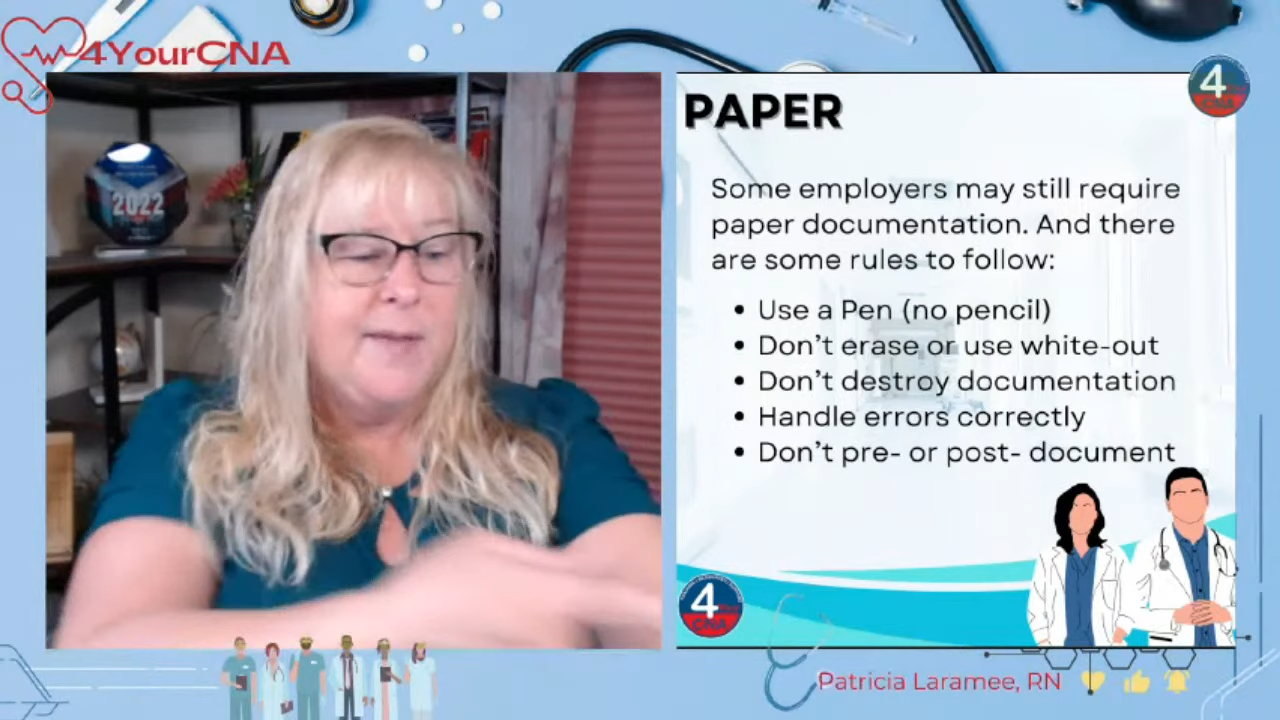 4YourCNA
2022
4
CNA
PAPER
Some employers may still require
paper documentation. And there
are some rules to follow:
• Use a Pen (no pencil)
• Don't erase or use white-out
• Don't destroy documentation
• Handle errors correctly
• Don't pre- or post- document
4
CNA
Patricia Laramee, RN